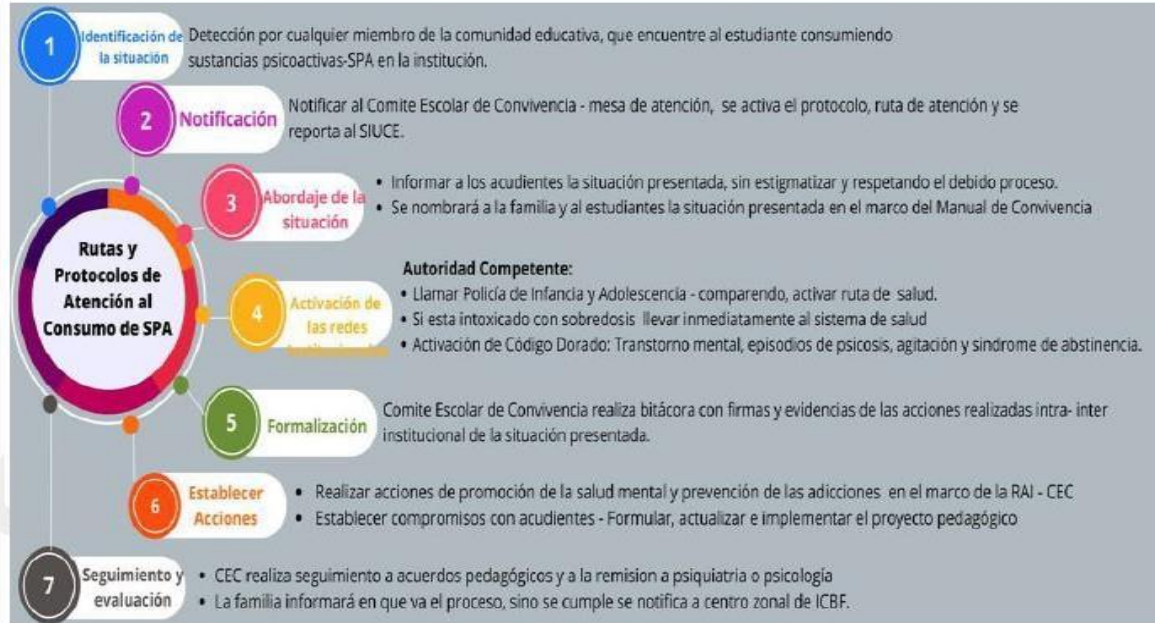 1
Identificación de
la situación
Detección por cualquier miembro de la comunidad educativa, que encuentre al estudiante consumiendo
sustancias psicoactivas-SPA en la institución.
2
Notificación
Notificar al Comite Escolar de Convivencia - mesa de atención, se activa el protocolo, ruta de atención y se
reporta al SIUCE.
3
Abordaje de la
situación
• Informar a los acudientes la situación presentada, sin estigmatizar y respetando el debido proceso.
• Se nombrará a la familia y al estudiantes la situación presentada en el marco del Manual de Convivencia
Rutas y
Protocolos de
Atención al
Consumo de SPA
4
Activación de
las redes
Autoridad Competente:
• Llamar Policía de Infancia y Adolescencia - comparendo, activar ruta de salud.
• Si esta intoxicado con sobredosis llevar inmediatamente al sistema de salud
• Activación de Código Dorado: Transtorno mental, episodios de psicosis, agitación y sindrome de abstinencia.
5
Formalización
Comite Escolar de Convivencia realiza bitácora con firmas y evidencias de las acciones realizadas intra- inter
institucional de la situación presentada.
6
Establecer
Acciones
• Realizar acciones de promoción de la salud mental y prevención de las adicciones en el marco de la RAI - CEC
• Establecer compromisos con acudientes - Formular, actualizar e implementar el proyecto pedagógico
7
Seguimiento y
evaluación
• CEC realiza seguimiento a acuerdos pedagógicos y a la remision a psiquiatria o psicología
• La familia informará en que va el proceso, sino se cumple se notifica a centro zonal de ICBF.